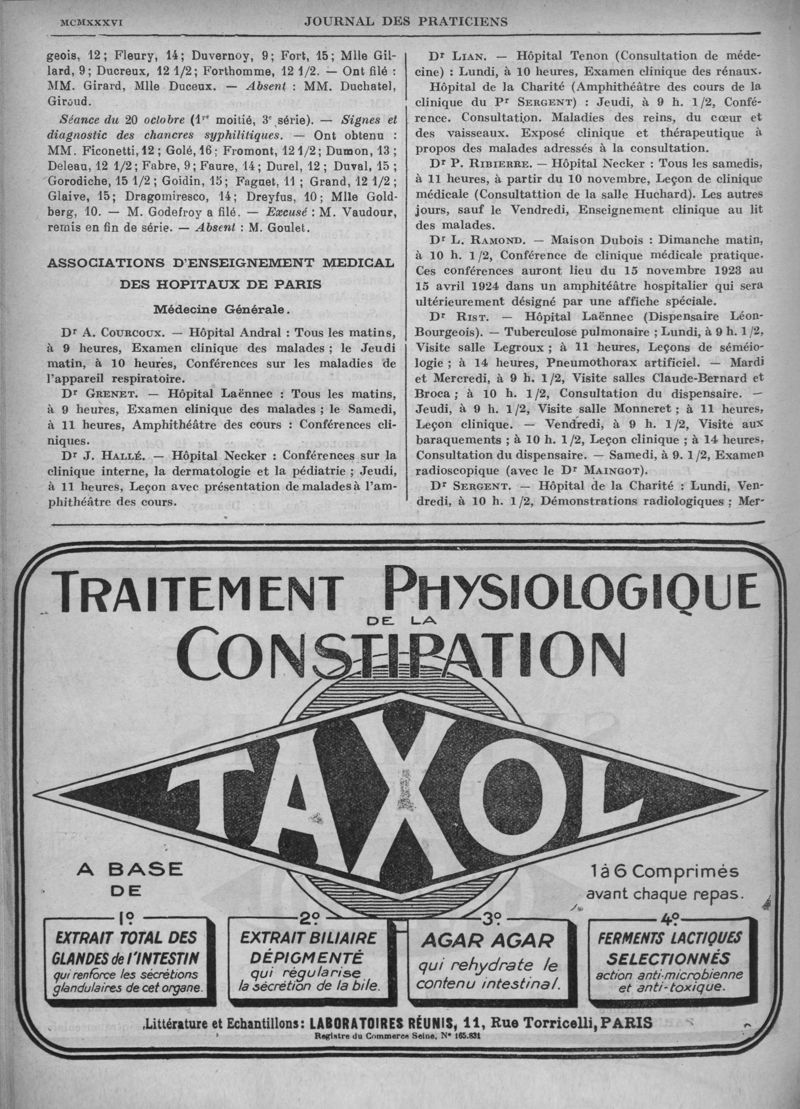 MCMXXXVI
JOURNAL DES PRATICIENS
geois, 12 ; Fleury, 14 ; Duvernoy, 9 ; Fort, 15 ; Mlle Gil-
lard, 9 ; Ducreux, 12 1/2 ; Forthomme, 12 1/2. — Ont filé :
MM. Girard, Mlle Duceux. — Absent : MM. Duchatel,
Giroud.
Séance du 20 octobre (1re moitié, 3e série). — Signes et
diagnostic des chancres syphilitiques. — Ont obtenu :
MM. Ficonetti, 12 ; Golé, 16 ; Fromont, 12 1/2 ; Dumon, 13 ;
Deleau, 12 1/2 ; Fabre, 9 ; Faure, 14 ; Durel, 12 ; Duval, 15 ;
Gorodiche, 15 1/2 ; Goidin, 15 ; Faguet, 11 ; Grand, 12 1/2 ;
Glaive, 15 ; Dragomiresco, 14 ; Dreyfus, 10 ; Mlle Gold-
berg, 10. — M. Godefroy a filé. — Excusé : M. Vaudour,
remis en fin de série. — Absent : M. Goulet.
ASSOCIATIONS D'ENSEIGNEMENT MEDICAL
DES HOPITAUX DE PARIS
Médecine Générale.
Dr A. COURCOUX. — Hôpital Andral : Tous les matins,
à 9 heures, Examen clinique des malades ; le Jeudi
matin, à 10 heures, Conférences sur les maladies de
l'appareil respiratoire.
Dr GRENET. — Hôpital Laënnec : Tous les matins,
à 9 heures, Examen clinique des malades ; le Samedi,
à 11 heures, Amphithéâtre des cours : Conférences cli-
niques.
Dr J. HALLÉ. — Hôpital Necker : Conférences sur la
clinique interne, la dermatologie et la pédiatrie ; Jeudi,
à 11 heures, Leçon avec présentation de malades à l'am-
phithéâtre des cours.
Dr LIAN. — Hôpital Tenon (Consultation de méde-
cine) : Lundi, à 10 heures, Examen clinique des rénaux.
Hôpital de la Charité (Amphithéâtre des cours de la
clinique du Pr SERGENT) : Jeudi, à 9 h. 1/2, Confé-
rence. Consultation. Maladies des reins, du cœur et
des vaisseaux. Exposé clinique et thérapeutique à
propos des malades adressés à la consultation.
Dr P. RIBIERRE. — Hôpital Necker : Tous les samedis,
à 11 heures, à partir du 10 novembre, Leçon de clinique
médicale (Consultattion de la salle Huchard). Les autres
jours, sauf le Vendredi, Enseignement clinique au lit
des malades.
Dr L. RAMOND. — Maison Dubois : Dimanche matin,
à 10 h. 1/2, Conférence de clinique médicale pratique.
Ces conférences auront lieu du 15 novembre 1923 au
15 avril 1924 dans un amphitéâtre hospitalier qui sera
ultérieurement désigné par une affiche spéciale.
Dr RIST. — Hôpital Laënnec (Dispensaire Léon-
Bourgeois). — Tuberculose pulmonaire : Lundi, à 9 h. 1/2,
Visite salle Legroux ; à 11 heures, Leçons de séméio-
logie ; à 14 heures, Pneumothorax artificiel. — Mardi
et Mercredi, à 9 h. 1/2, Visite salles Claude-Bernard et
Broca ; à 10 h. 1/2, Consultation du dispensaire. —
Jeudi, à 9 h. 1/2, Visite salle Monneret ; à 11 heures,
Leçon clinique. — Vendredi, à 9 h. 1/2, Visite aux
baraquements ; à 10 h. 1/2, Leçon clinique ; à 14 heures,
Consultation du dispensaire. — Samedi, à 9. 1/2, Examen
radioscopique (avec le Dr MAINGOT).
Dr SERGENT. — Hôpital de la Charité : Lundi, Ven-
dredi, à 10 h. 1/2, Démonstrations radiologiques ; Mer-
TRAITEMENT PHYSIOLOGIQUE
DE LA
CONSTIPATION
TAXOL
A BASE
DE
1 à 6 Comprimés
avant chaque repas.
1º
EXTRAIT TOTAL DES
GLANDES de l'INTESTIN
qui renforce les sécrétions
glandulaires de cet organe.
2º
EXTRAIT BILIAIRE
DÉPIGMENTÉ
qui régularise
la sécrétion de la bile.
3º
AGAR AGAR
qui rehydrate le
contenu intestinal.
4º
FERMENTS LACTIQUES
SELECTIONNÉS
action anti-microbienne
et anti-toxique.
Littérature et Echantillons : LABORATOIRES RÉUNIS, 11, Rue Torricelli, PARIS
Registre du Commerce Seine, Nº 165.831